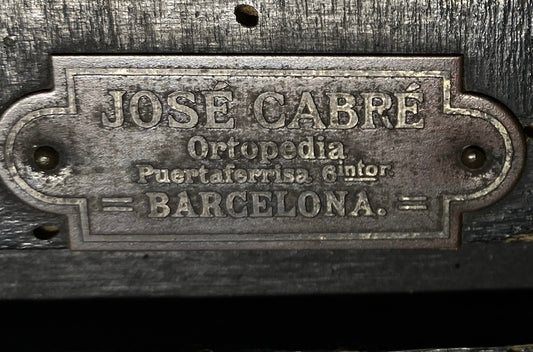 JOSÉ CABRÉ
Ortopedia
Puertaferrisa, 6 intor.
= BARCELONA. =